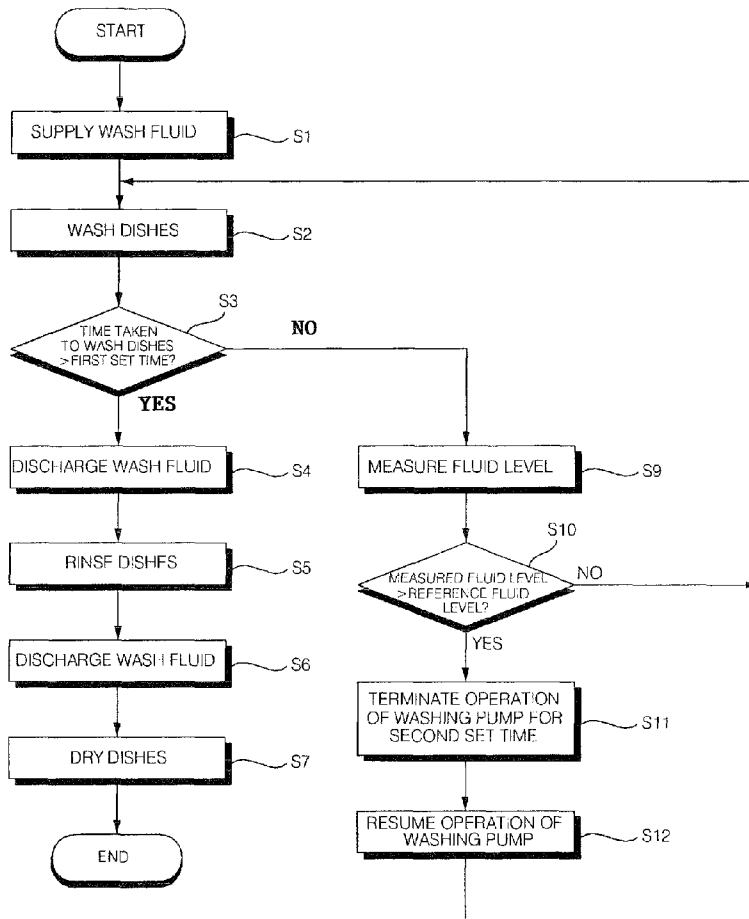 START
SUPPLY WASH FLUID
S1
WASH DISHES
S2
S3
TIME TAKEN
TO WASH DISHES
>FIRST SET TIME?
NO
YES
DISCHARGE WASH FLUID
S4
RINSF DISHFS
S5
DISCHARGE WASH FLUID
S6
DRY DISHES
S7
END
MEASURE FLUID LEVEL
S9
S10
MEASURED FLUID LEVEL
>REFERENCE FLUID
LEVEL?
NO
YES
TERMINATE OPERATION
OF WASHING PUMP FOR
SECOND SET TIME
S11
RESUME OPERATION OF
WASHING PUMP
S12